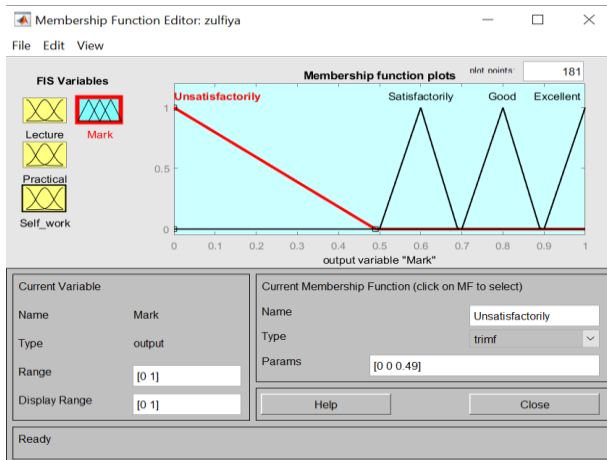 Membership Function Editor: zulfiya
File Edit View
FIS Variables
Lecture
Mark
Practical
Self_work
Membership function plots
plot points:
181
Unsatisfactorily
Satisfactorily
Good
Excellent
1
0.5
0
0 0.1 0.2 0.3 0.4 0.5 0.6 0.7 0.8 0.9 1
output variable "Mark"
Current Variable
Name Mark
Type output
Range [0 1]
Display Range [0 1]
Current Membership Function (click on MF to select)
Name Unsatisfactorily
Type trimf
Params [0 0 0.49]
Help
Close
Ready